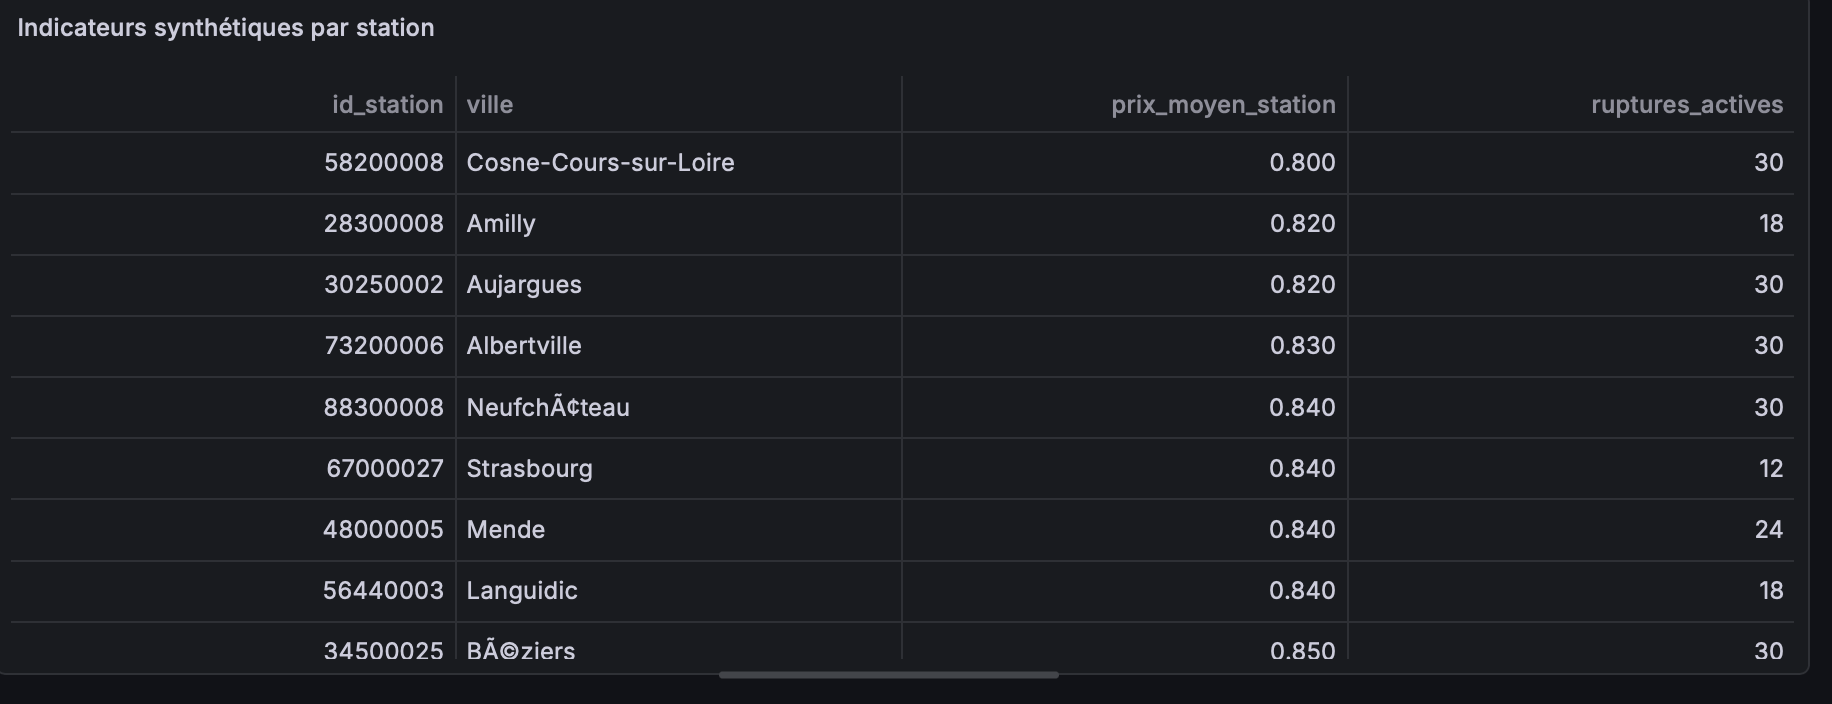 Indicateurs synthétiques par station
id_station ville prix_moyen_station ruptures_actives
58200008 Cosne-Cours-sur-Loire 0.800 30
28300008 Amilly 0.820 18
30250002 Aujargues 0.820 30
73200006 Albertville 0.830 30
88300008 NeufchÃ¢teau 0.840 30
67000027 Strasbourg 0.840 12
48000005 Mende 0.840 24
56440003 Languidic 0.840 18
34500025 BÃ©ziers 0.850 30